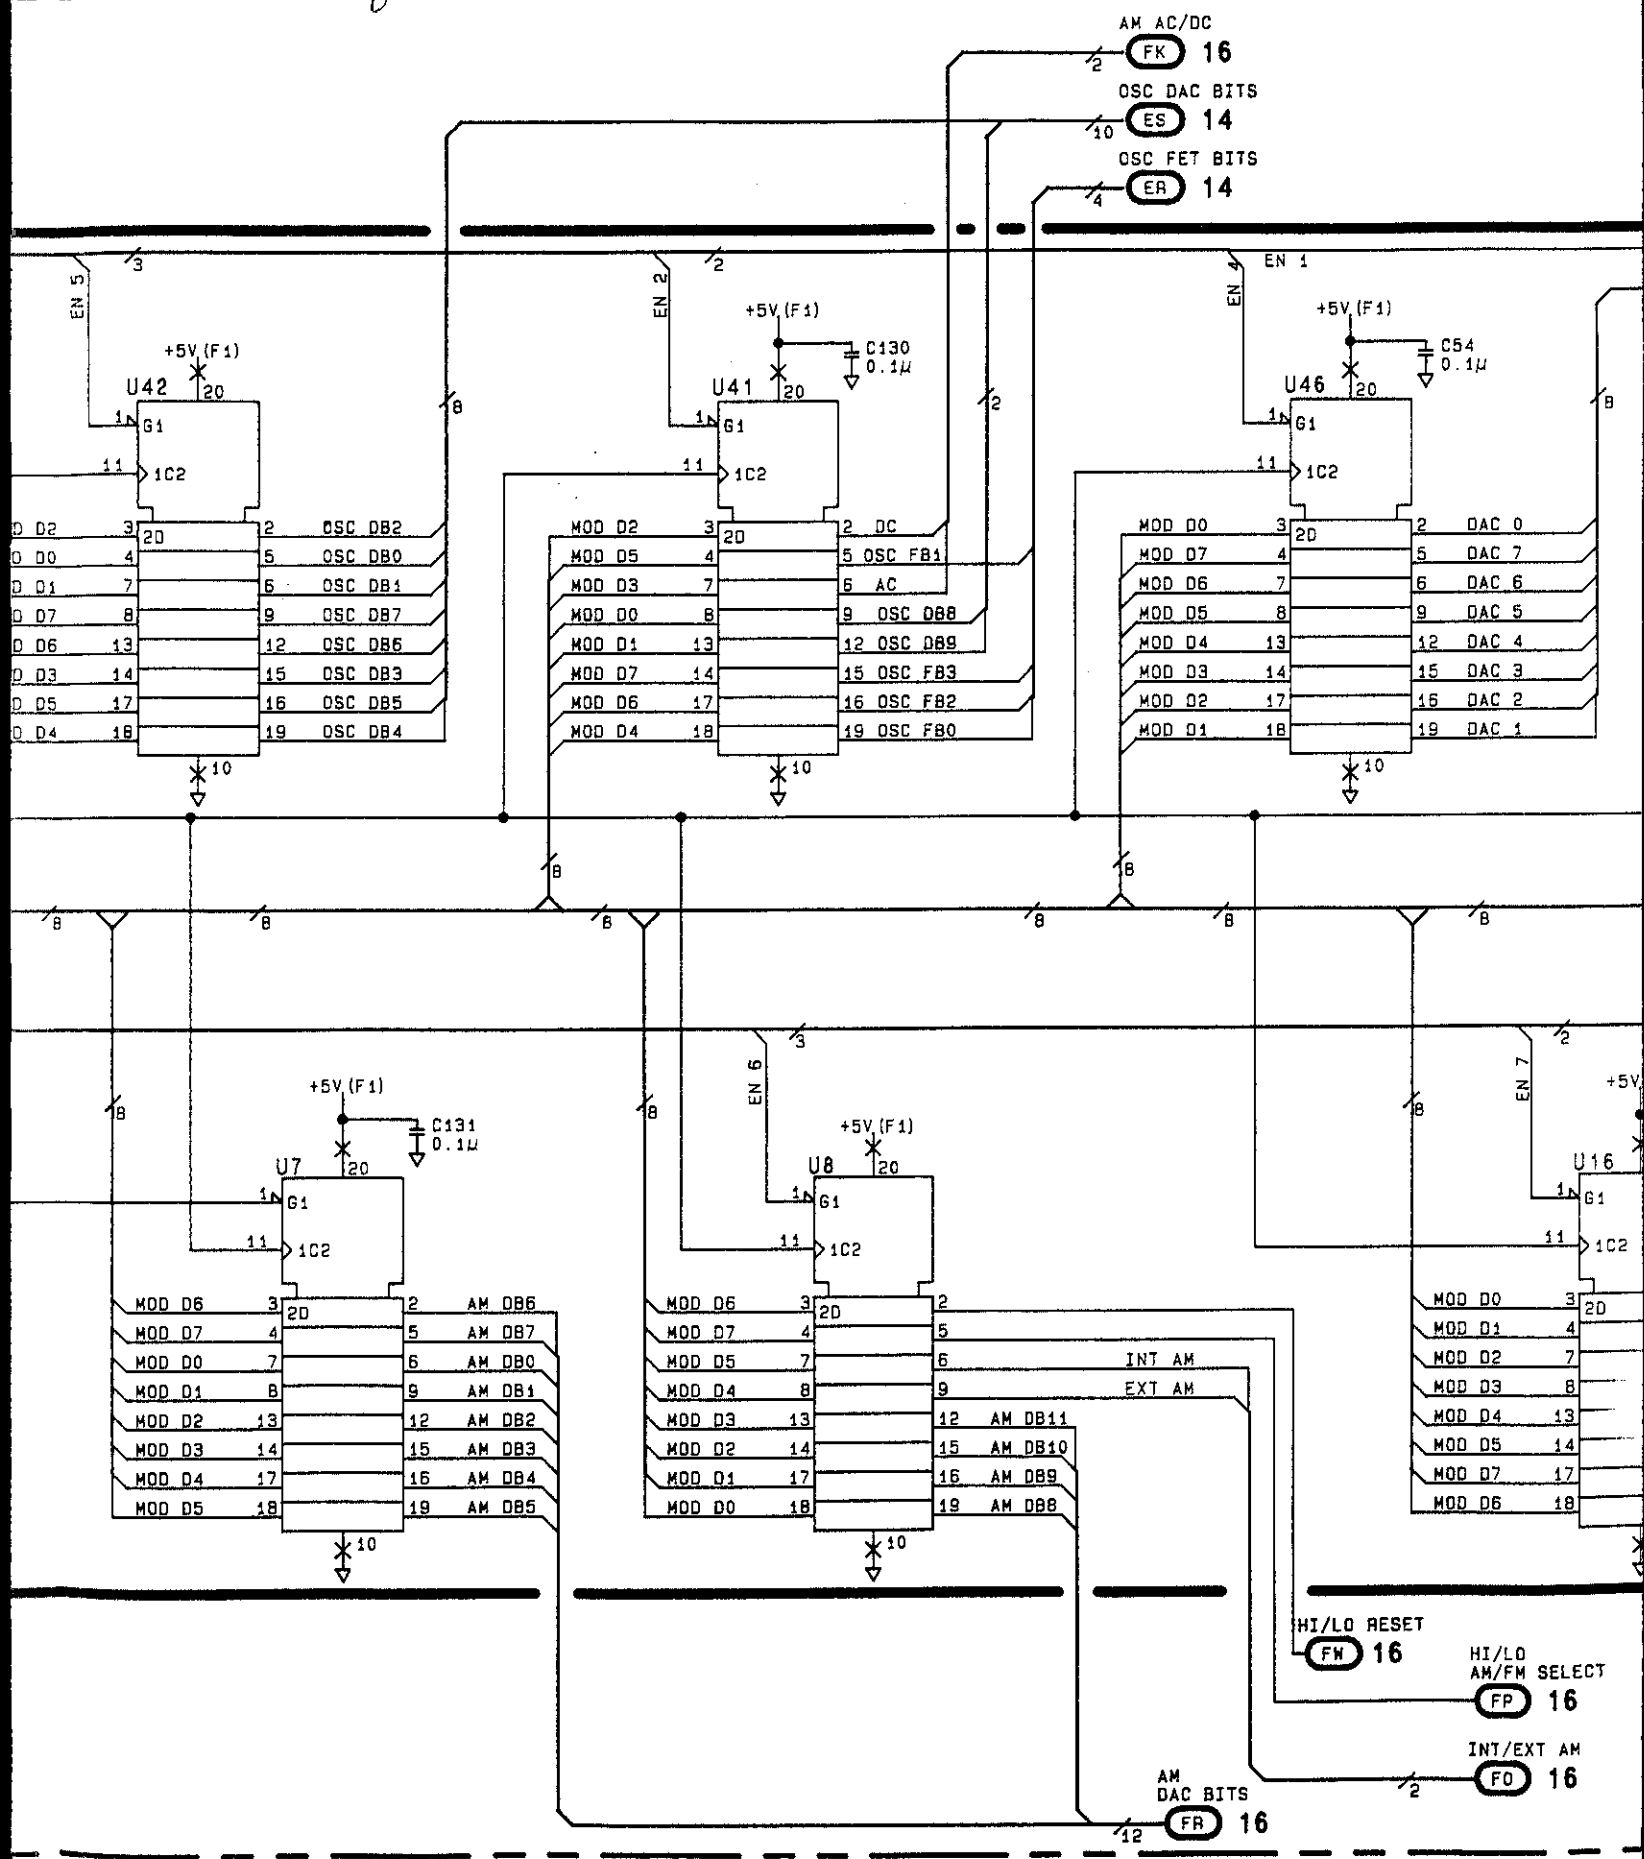 AM AC/DC
FK 16
2
OSC DAC BITS
ES 14
10
OSC FET BITS
ER 14
4
3
2
EN 5
EN 2
EN 4
EN 1
+5V(F1)
+5V(F1)
+5V(F1)
C130
0.1µ
C54
0.1µ
U42
20
U41
20
U46
20
8
2
8
1 G1
1 G1
1 G1
11 1C2
11 1C2
11 1C2
D D2 3 2D 2 OSC DB2
D D0 4 5 OSC DB0
D D1 7 6 OSC DB1
D D7 8 9 OSC DB7
D D6 13 12 OSC DB6
D D3 14 15 OSC DB3
D D5 17 16 OSC DB5
D D4 18 19 OSC DB4
10
MOD D2 3 2D 2 DC
MOD D5 4 5 OSC FB1
MOD D3 7 6 AC
MOD D0 8 9 OSC DB8
MOD D1 13 12 OSC DB9
MOD D7 14 15 OSC FB3
MOD D6 17 16 OSC FB2
MOD D4 18 19 OSC FB0
10
MOD D0 3 2D 2 DAC 0
MOD D7 4 5 DAC 7
MOD D6 7 6 DAC 6
MOD D5 8 9 DAC 5
MOD D4 13 12 DAC 4
MOD D3 14 15 DAC 3
MOD D2 17 16 DAC 2
MOD D1 18 19 DAC 1
10
8
8
8
8
8
8
8
8
3
2
EN 6
EN 7
8
8
8
+5V(F1)
+5V(F1)
+5V
C131
0.1µ
U7
20
U8
20
U16
1 G1
1 G1
1 G1
11 1C2
11 1C2
11 1C2
MOD D6 3 2D 2 AM DB6
MOD D7 4 5 AM DB7
MOD D0 7 6 AM DB0
MOD D1 8 9 AM DB1
MOD D2 13 12 AM DB2
MOD D3 14 15 AM DB3
MOD D4 17 16 AM DB4
MOD D5 18 19 AM DB5
10
MOD D6 3 2D 2
MOD D7 4 5
MOD D5 7 6 INT AM
MOD D4 8 9 EXT AM
MOD D3 13 12 AM DB11
MOD D2 14 15 AM DB10
MOD D1 17 16 AM DB9
MOD D0 18 19 AM DB8
10
MOD D0 3 2D
MOD D1 4
MOD D2 7
MOD D3 8
MOD D4 13
MOD D5 14
MOD D7 17
MOD D6 18
HI/LO RESET
FW 16
HI/LO
AM/FM SELECT
FP 16
INT/EXT AM
FO 16
2
AM
DAC BITS
FR 16
12